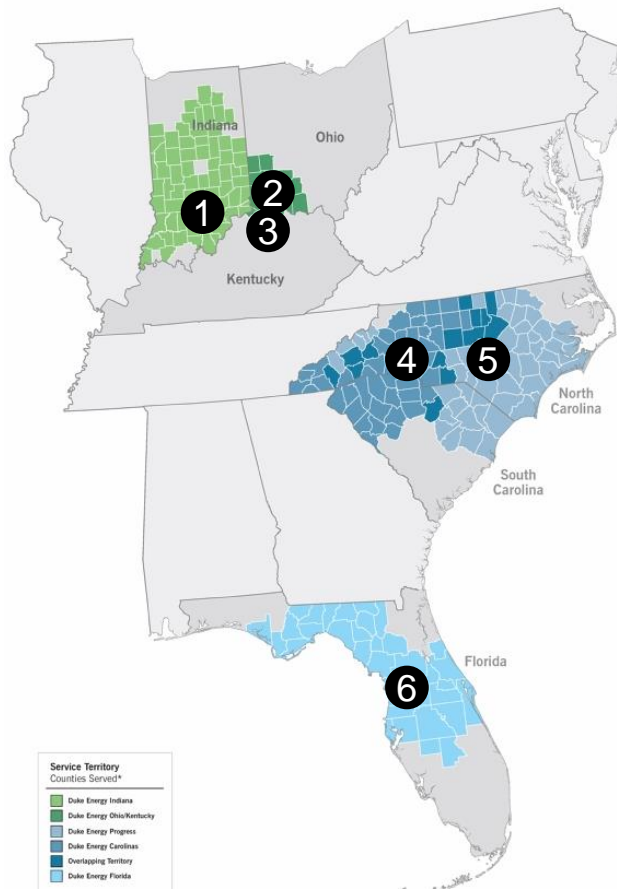 Indiana
Ohio
1
2
3
Kentucky
4
5
North
Carolina
South
Carolina
Florida
6
Service Territory
Counties Served*
Duke Energy Indiana
Duke Energy Ohio/Kentucky
Duke Energy Progress
Duke Energy Carolinas
Overlapping Territory
Duke Energy Florida